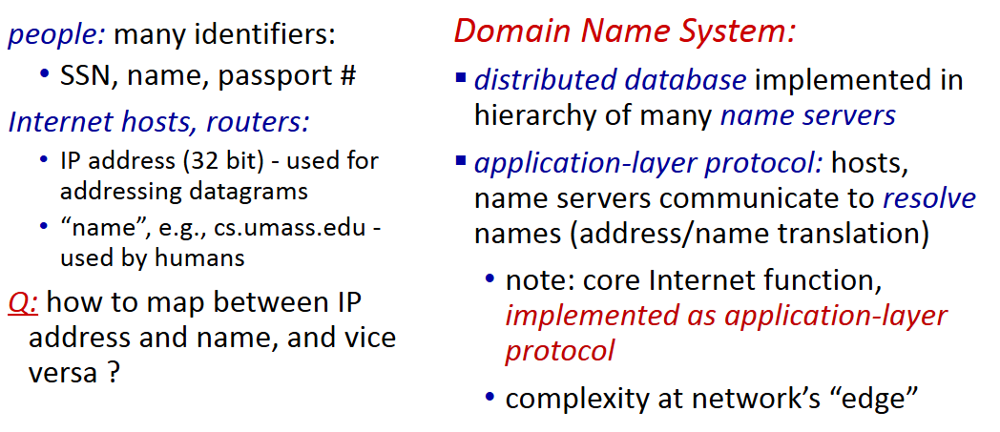 people: many identifiers:
• SSN, name, passport #
Internet hosts, routers:
• IP address (32 bit) - used for
addressing datagrams
• “name”, e.g., cs.umass.edu -
used by humans
Q: how to map between IP
address and name, and vice
versa ?
Domain Name System:
▪ distributed database implemented in
hierarchy of many name servers
▪ application-layer protocol: hosts,
name servers communicate to resolve
names (address/name translation)
• note: core Internet function,
implemented as application-layer
protocol
• complexity at network’s “edge”